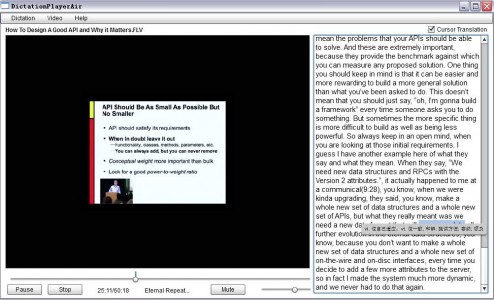 DictationPlayerAir
Dictation Video Help
How To Design A Good API and Why it Matters.FLV
Cursor Translation
API Should Be As Small As Possible But
No Smaller
• API should satisfy its requirements
• When in doubt leave it out
—Functionality, classes, methods, parameters, etc.
You can always add, but you can never remove
• Conceptual weight more important than bulk
• Look for a good power-to-weight ratio
mean the problems that your APIs should be able
to solve. And these are extremely important,
because they provide the benchmark against which
you can measure any proposed solution. One thing
you should keep in mind is that it can be easier and
more rewarding to build a more general solution
than what you've been asked to do. This doesn't
mean that you should just say, "oh, I'm gonna build
a framework" every time someone asks you to do
something. But sometimes the more specific thing
is more difficult to build as well as being less
powerful. So always keep in an open mind, when
you are looking at those initial requirements. I
guess I have another example here of what they
say and what they mean. When they say, "We
need new data structures and RPCs with the
Version 2 attributes.", it actually happened to me at
a communical(9:28), you know, when we were
kinda upgrading, they said, you know, make a
whole new set of data structures and a whole new
set of APIs, but what they really meant was we
need a new
further evolution
know, because you don't want to make a whole
new set of data structures and a whole new set of
on-the-wire and on-disc interfaces, every time you
decide to add a few more attributes to the server,
so in fact I made the system much more dynamic,
and we never had to do that again.
Pause Stop 25:11/60:18 Eternal Repeat... Mute